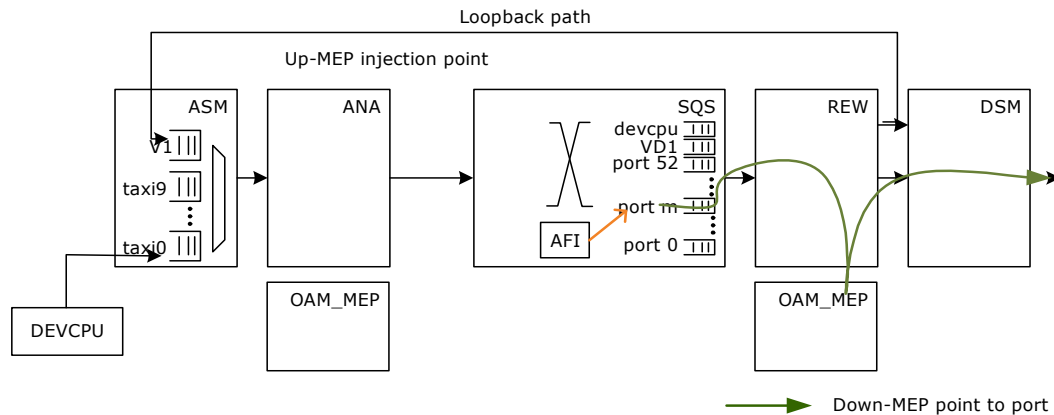 Loopback path
Up-MEP injection point
ASM
ANA
SQS
REW
DSM
devcpu
V1
VD1
port 52
taxi9
port m
AFI
taxi0
port 0
OAM_MEP
OAM_MEP
DEVCPU
Down-MEP point to port